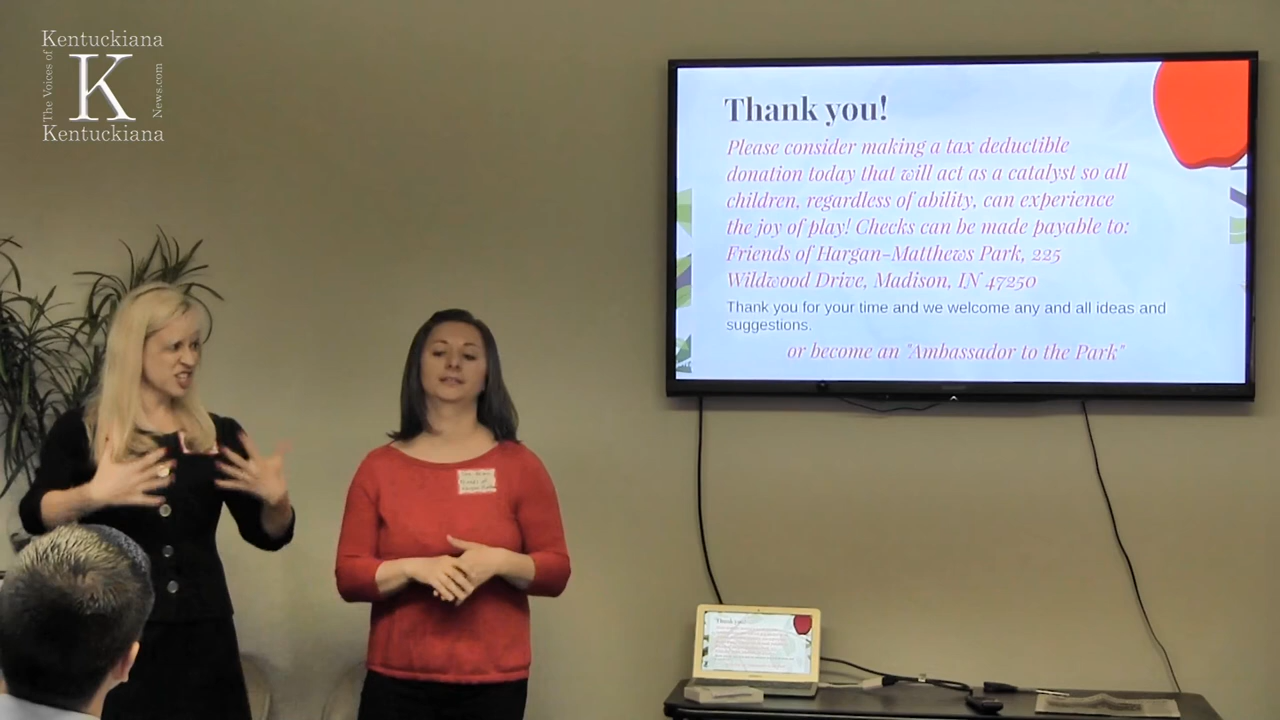 Kentuckiana
The Voices of
K
News.com
Kentuckiana
Thank you!
Please consider making a tax deductible
donation today that will act as a catalyst so all
children, regardless of ability, can experience
the joy of play! Checks can be made payable to:
Friends of Hargan-Matthews Park, 225
Wildwood Drive, Madison, IN 47250
Thank you for your time and we welcome any and all ideas and
suggestions.
or become an "Ambassador to the Park"
Thank you!